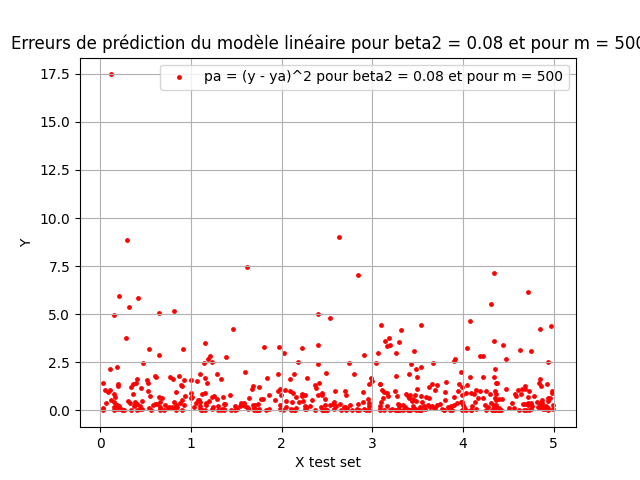 Erreurs de prédiction du modèle linéaire pour beta2 = 0.08 et pour m = 500
pa = (y - ya)^2 pour beta2 = 0.08 et pour m = 500
17.5
15.0
12.5
10.0
7.5
5.0
2.5
0.0
Y
0 1 2 3 4 5
X test set